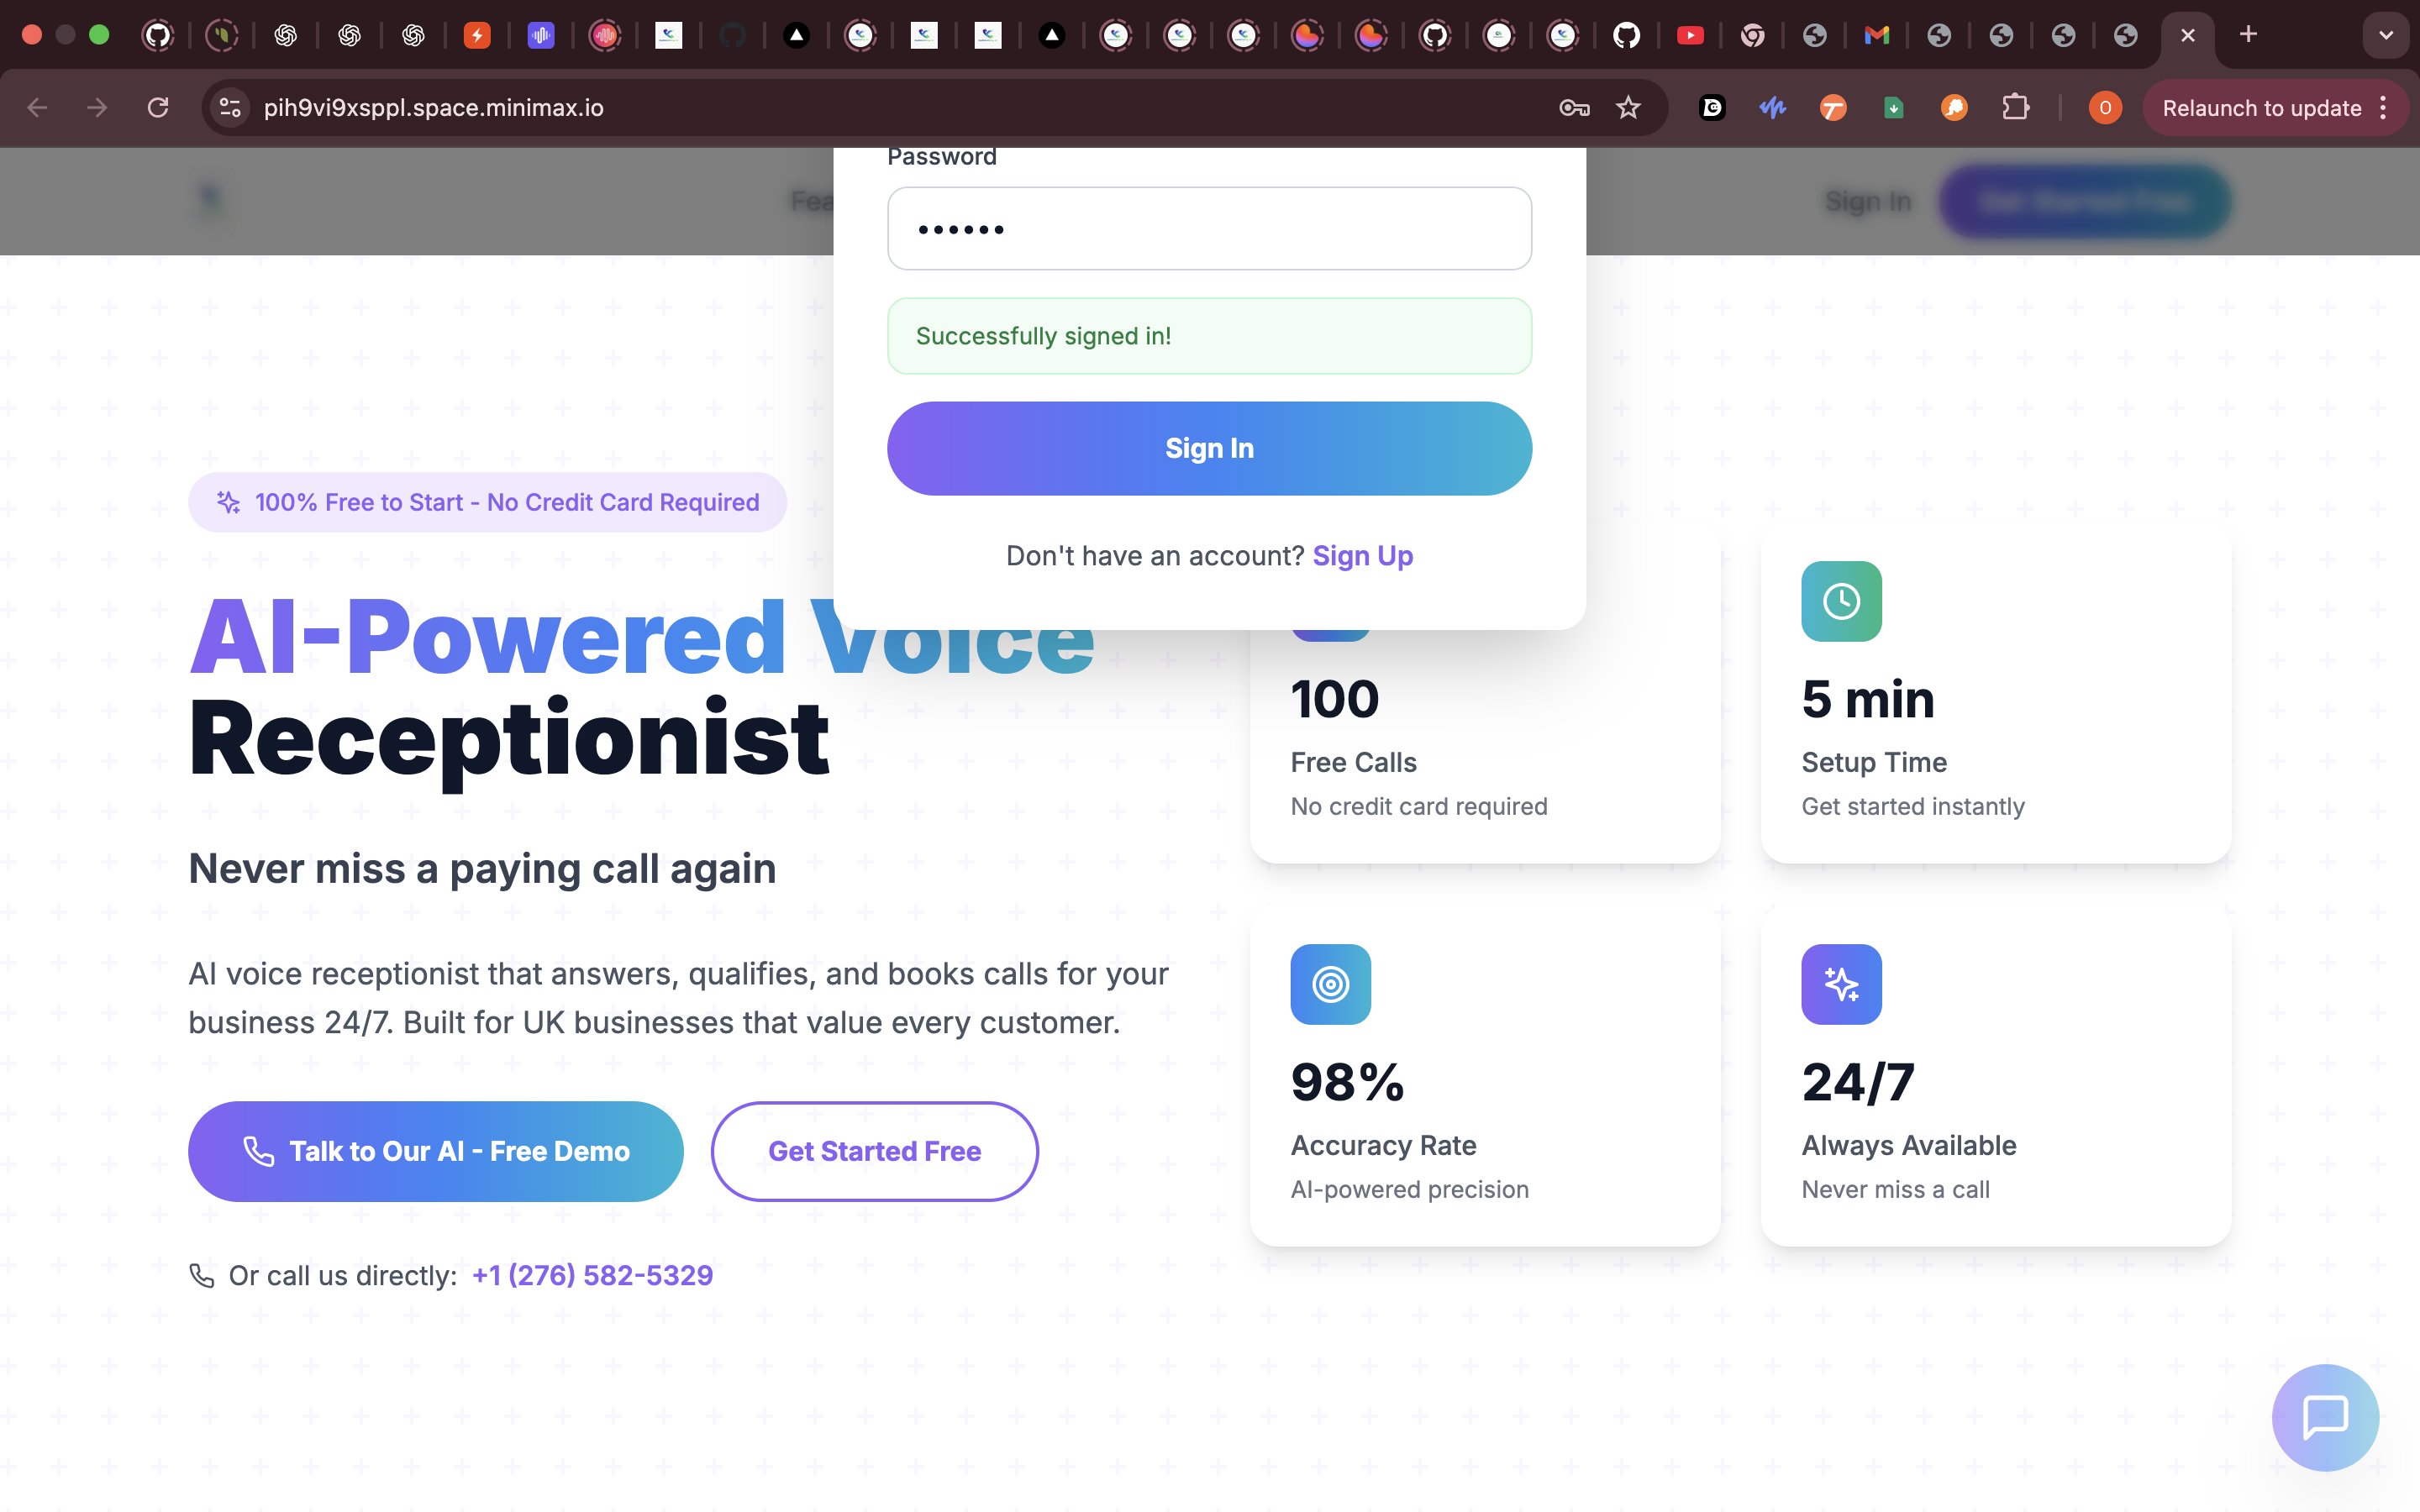 pih9vi9xsppl.space.minimax.io
O
Relaunch to update
Fea
Sign In
Get Started Free
Password
Successfully signed in!
Sign In
Don't have an account? Sign Up
100% Free to Start - No Credit Card Required
AI-Powered Voice
Receptionist
Never miss a paying call again
AI voice receptionist that answers, qualifies, and books calls for your
business 24/7. Built for UK businesses that value every customer.
Talk to Our AI - Free Demo
Get Started Free
Or call us directly: +1 (276) 582-5329
100
Free Calls
No credit card required
5 min
Setup Time
Get started instantly
98%
Accuracy Rate
AI-powered precision
24/7
Always Available
Never miss a call